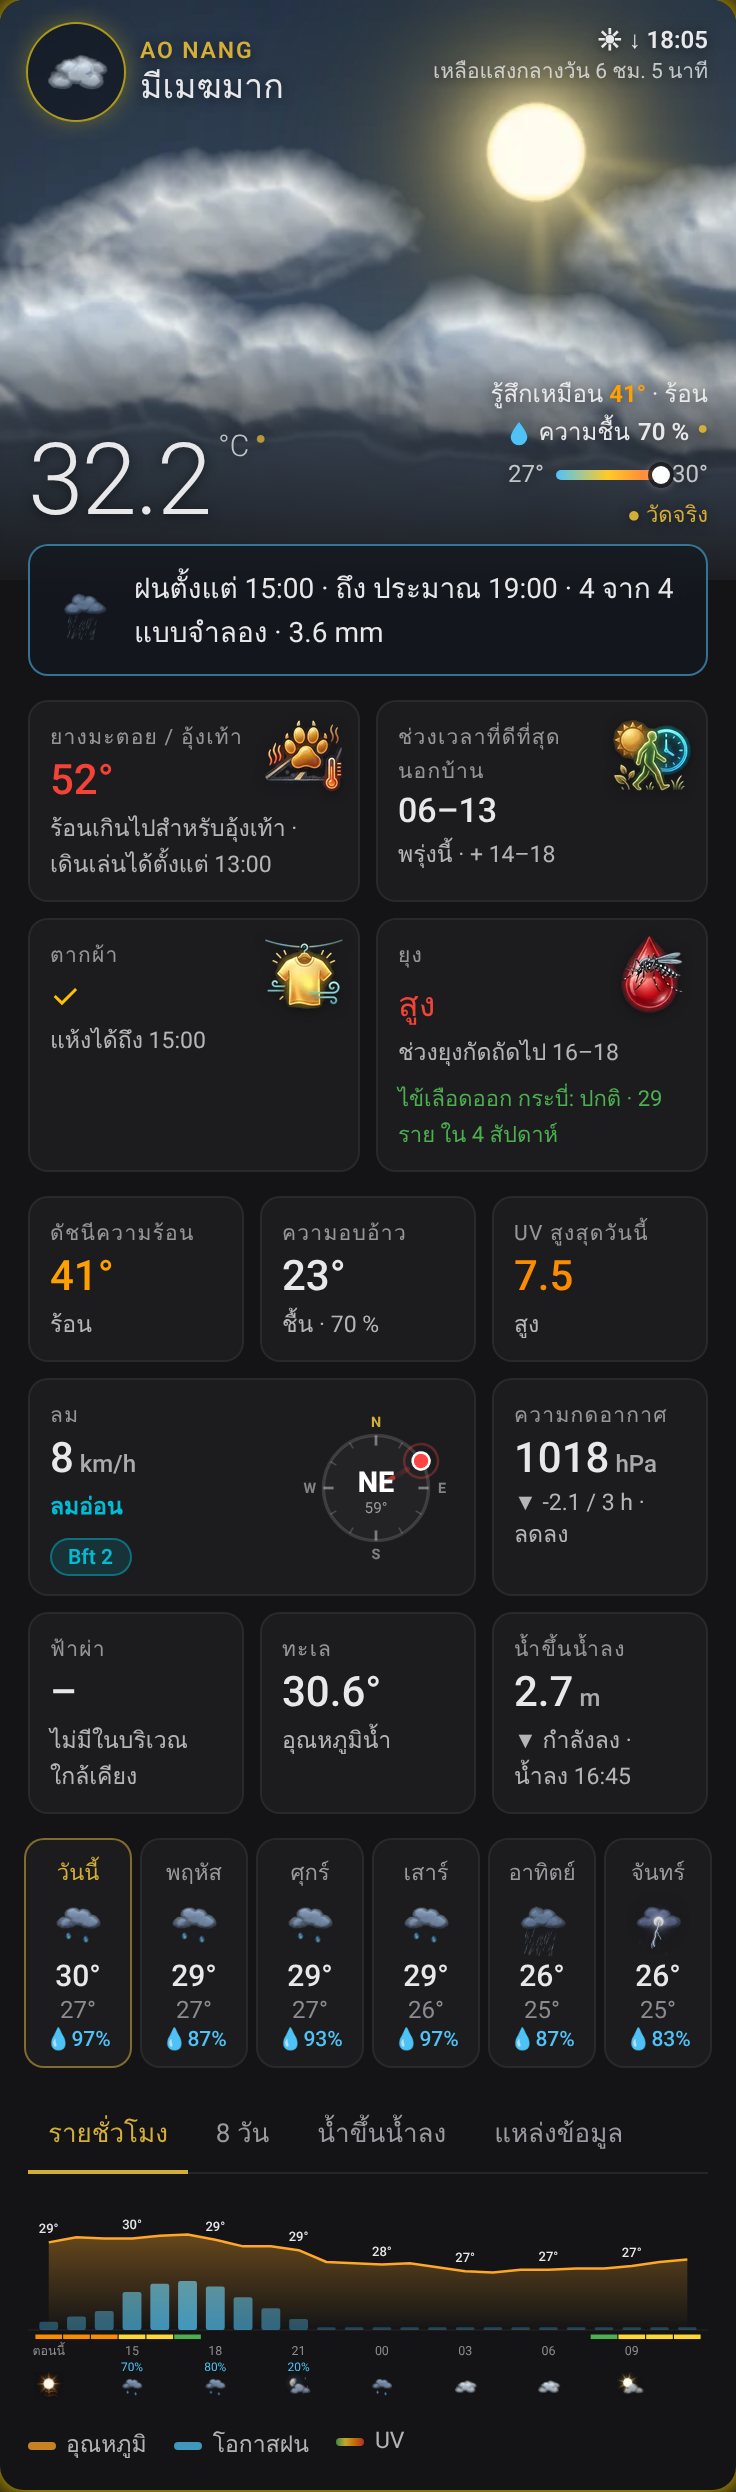 AO NANG
มีเมฆมาก
☀ ↓ 18:05
เหลือแสงกลางวัน 6 ชม. 5 นาที
รู้สึกเหมือน 41° · ร้อน
ความชื้น 70 %
32.2 °C
27° 30°
วัดจริง
ฝนตั้งแต่ 15:00 · ถึง ประมาณ 19:00 · 4 จาก 4
แบบจำลอง · 3.6 mm
ยางมะตอย / อุ้งเท้า
52°
ร้อนเกินไปสำหรับอุ้งเท้า ·
เดินเล่นได้ตั้งแต่ 13:00
ช่วงเวลาที่ดีที่สุด
นอกบ้าน
06–13
พรุ่งนี้ · + 14–18
ตากผ้า
✓
แห้งได้ถึง 15:00
ยุง
สูง
ช่วงยุงกัดถัดไป 16–18
ไข้เลือดออก กระบี่: ปกติ · 29
ราย ใน 4 สัปดาห์
ดัชนีความร้อน
41°
ร้อน
ความอบอ้าว
23°
ชื้น · 70 %
UV สูงสุดวันนี้
7.5
สูง
ลม
8 km/h
ลมอ่อน
Bft 2
N
W NE E
59°
S
ความกดอากาศ
1018 hPa
▼ -2.1 / 3 h ·
ลดลง
ฟ้าผ่า
–
ไม่มีในบริเวณ
ใกล้เคียง
ทะเล
30.6°
อุณหภูมิน้ำ
น้ำขึ้นน้ำลง
2.7 m
▼ กำลังลง ·
น้ำลง 16:45
วันนี้ พฤหัส ศุกร์ เสาร์ อาทิตย์ จันทร์
30° 29° 29° 29° 26° 26°
27° 27° 27° 26° 25° 25°
97% 87% 93% 97% 87% 83%
รายชั่วโมง 8 วัน น้ำขึ้นน้ำลง แหล่งข้อมูล
29° 30° 29° 29° 28° 27° 27° 27°
ตอนนี้ 15 18 21 00 03 06 09
70% 80% 20%
อุณหภูมิ โอกาสฝน UV